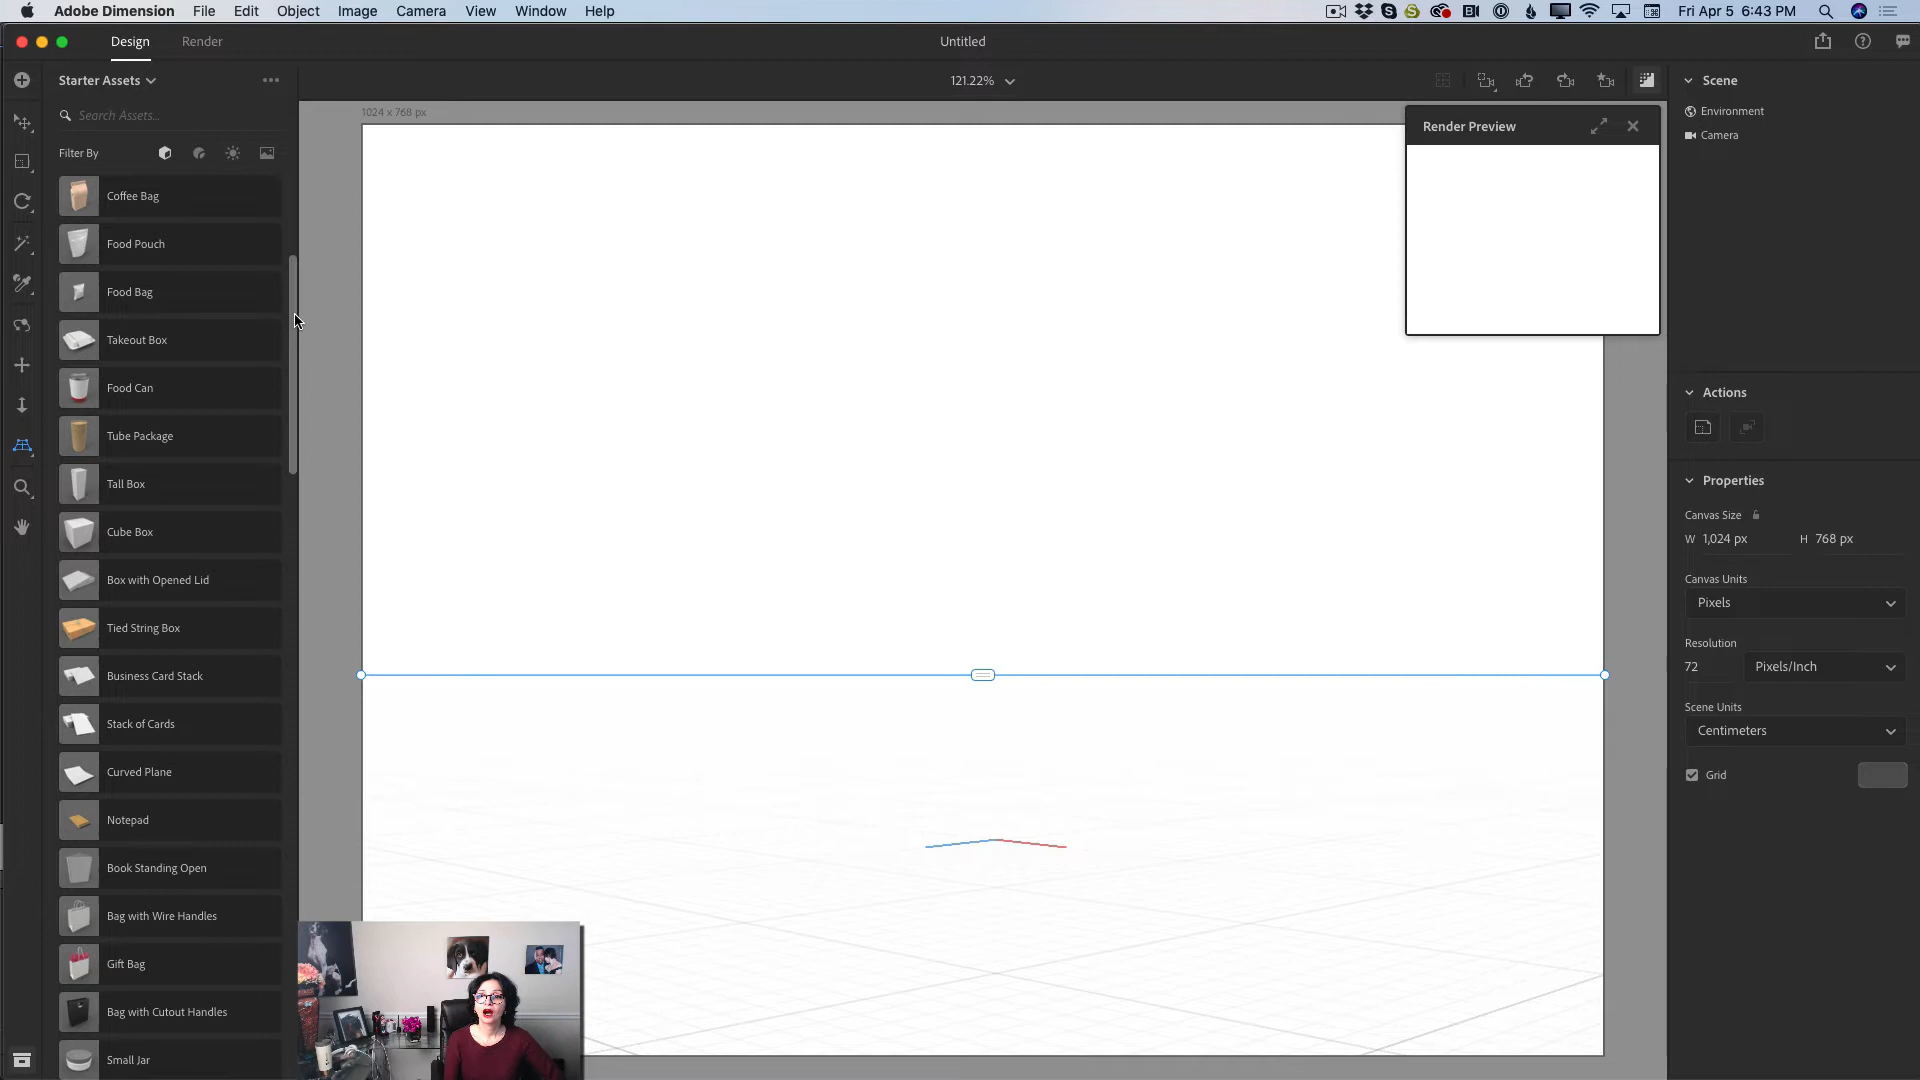 Adobe Dimension File Edit Object Image Camera View Window Help
Fri Apr 5 6:43 PM
Design Render
Untitled
Starter Assets
121.22%
Search Assets...
Filter By
Coffee Bag
Food Pouch
Food Bag
Takeout Box
Food Can
Tube Package
Tall Box
Cube Box
Box with Opened Lid
Tied String Box
Business Card Stack
Stack of Cards
Curved Plane
Notepad
Book Standing Open
Bag with Wire Handles
Gift Bag
Bag with Cutout Handles
Small Jar
1024 x 768 px
Render Preview
Scene
Environment
Camera
Actions
Properties
Canvas Size
W 1,024 px H 768 px
Canvas Units
Pixels
Resolution
72 Pixels/Inch
Scene Units
Centimeters
Grid